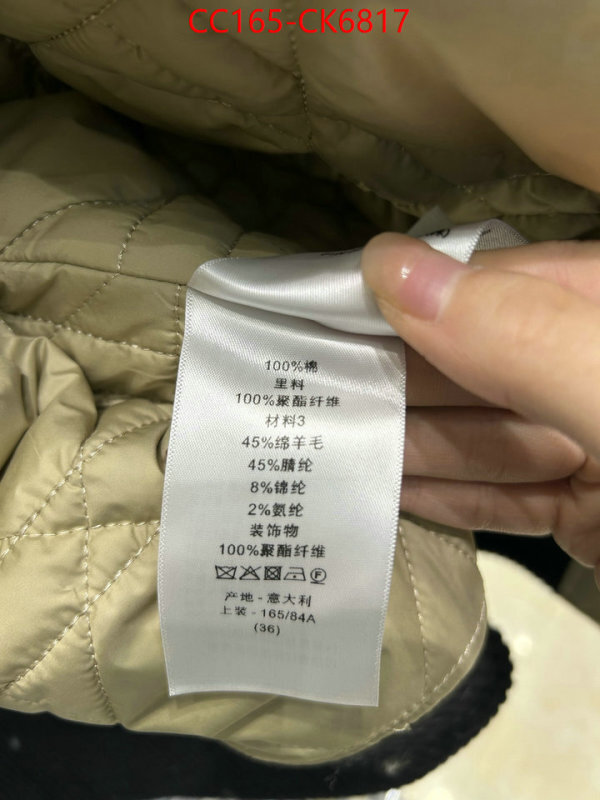 CC165-CK6817
100%棉
里料
100%聚酯纤维
材料3
45%绵羊毛
45%腈纶
8%锦纶
2%氨纶
装饰物
100%聚酯纤维
产地-意大利
上装-165/84A
(36)